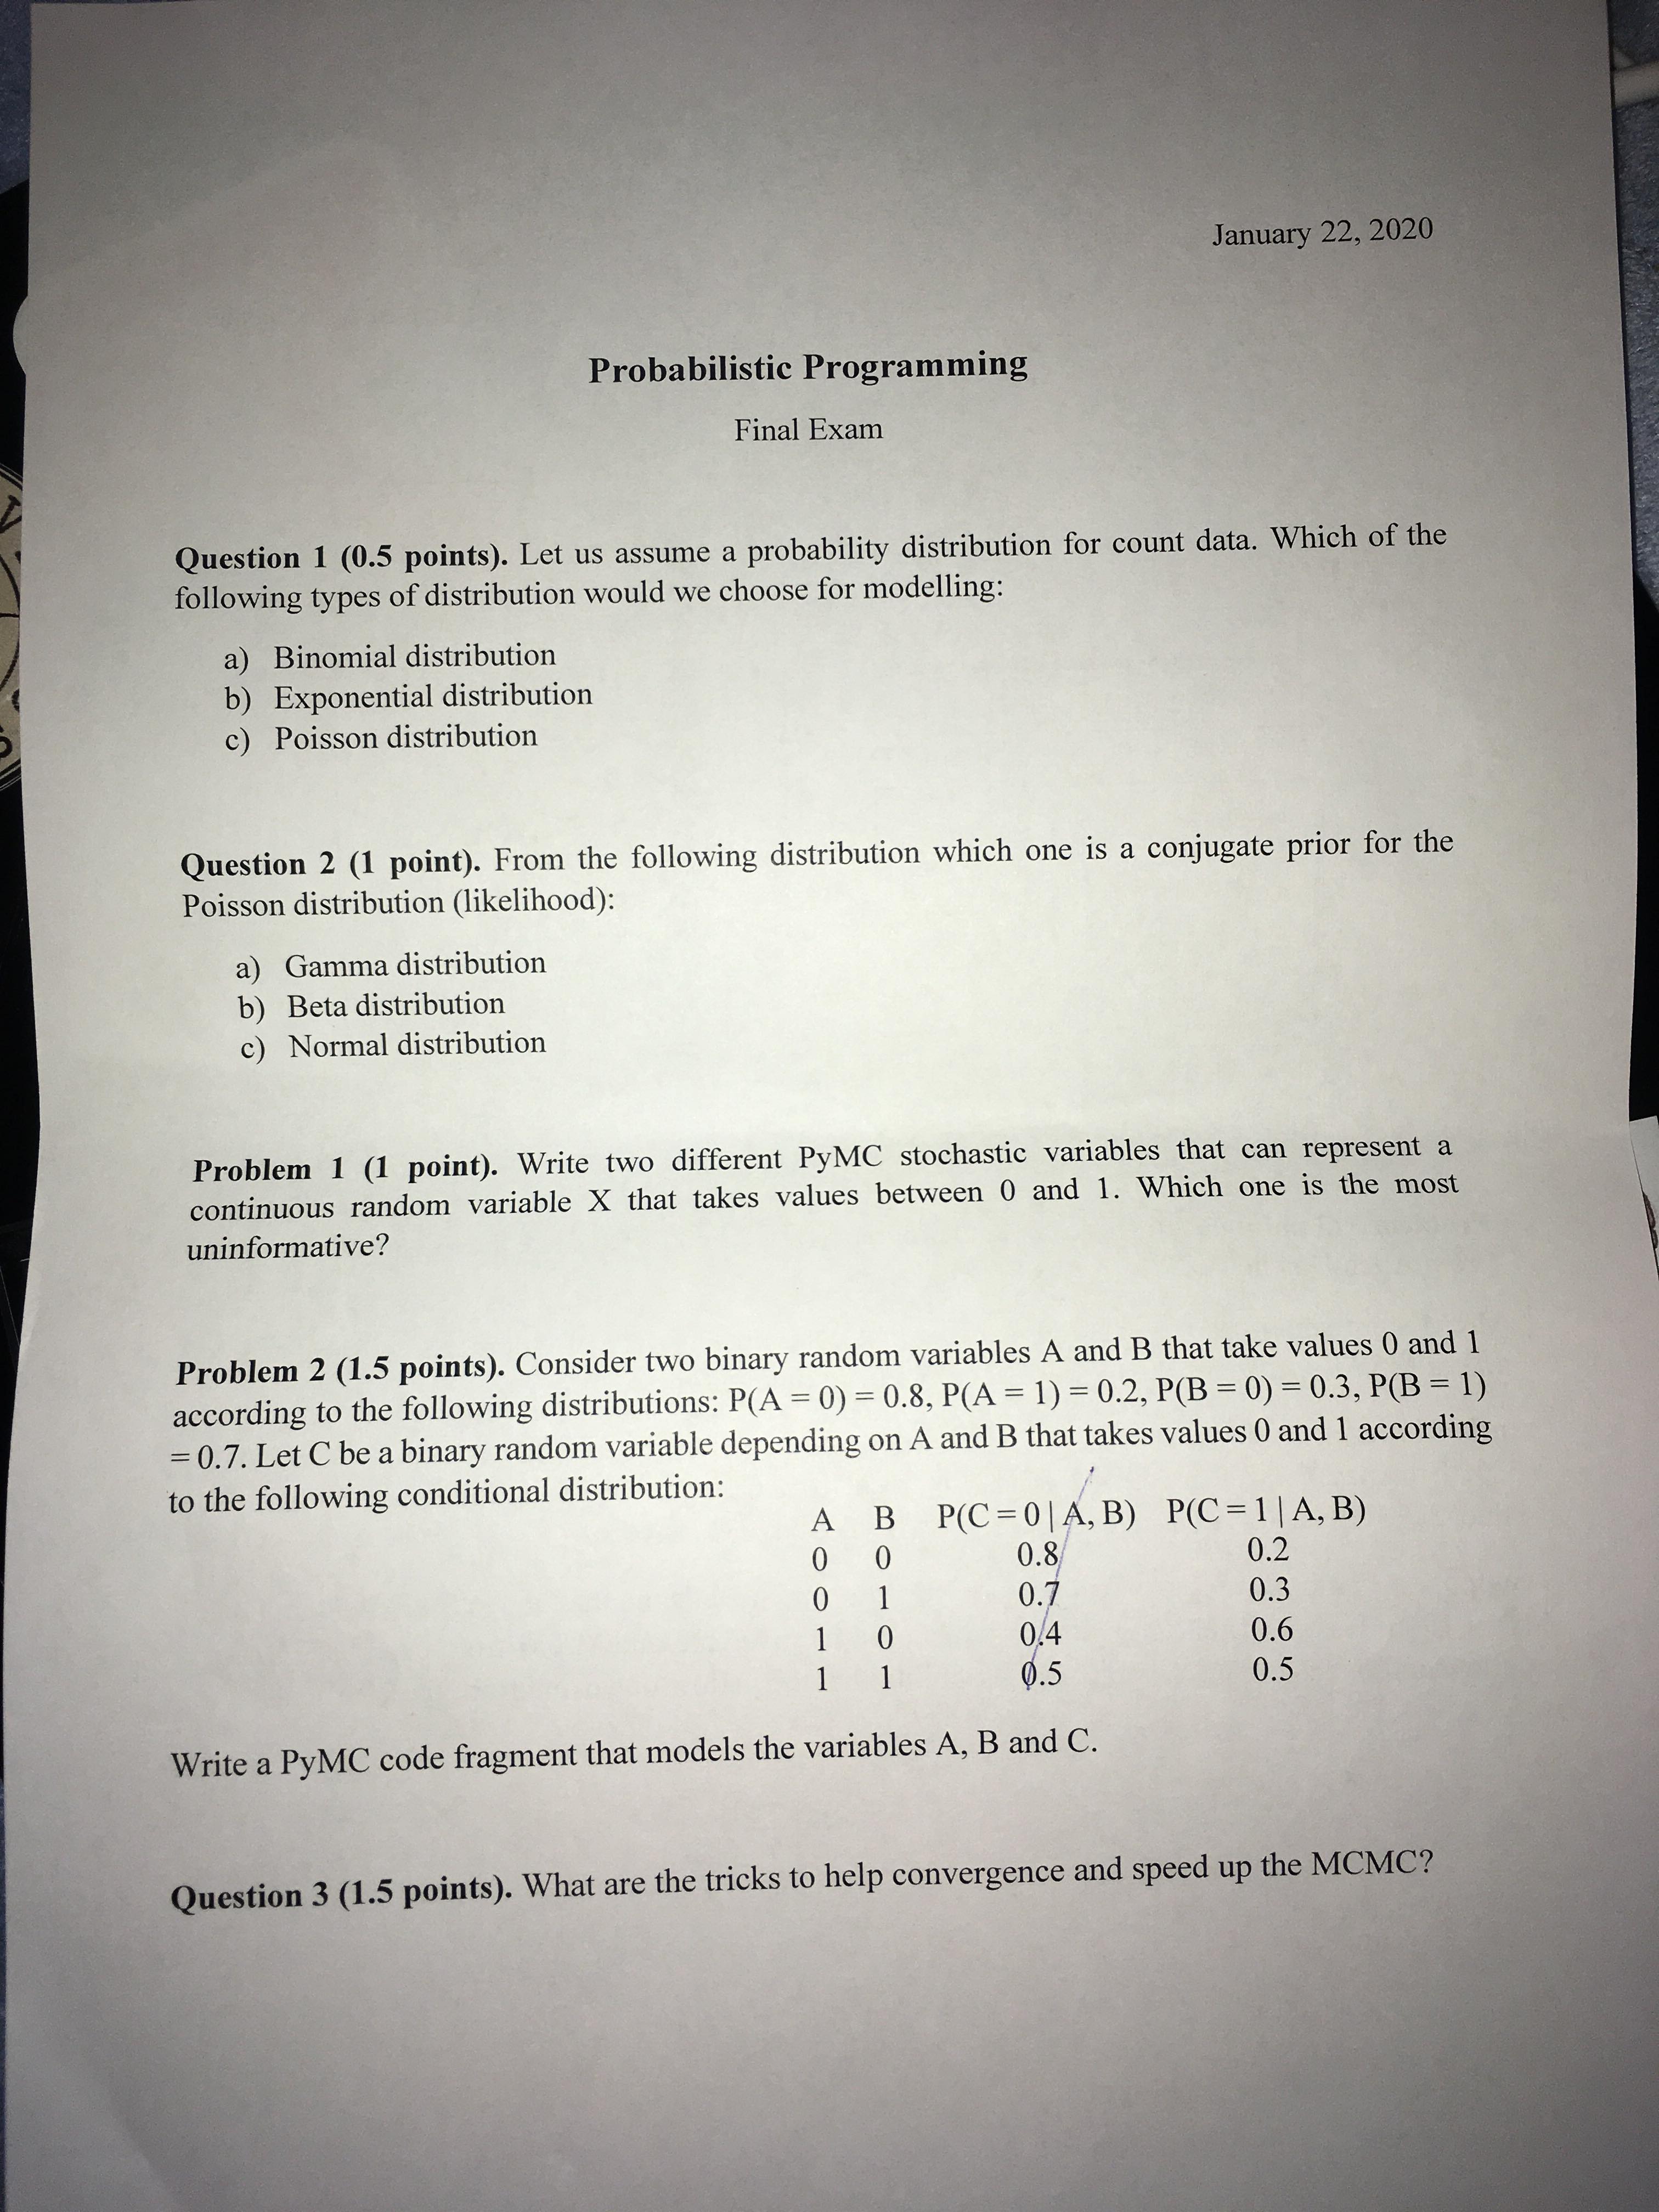 January 22, 2020
Probabilistic Programming
Final Exam
Question 1 (0.5 points). Let us assume a probability distribution for count data. Which of the
following types of distribution would we choose for modelling:
a) Binomial distribution
b) Exponential distribution
c) Poisson distribution
Question 2 (1 point). From the following distribution which one is a conjugate prior for the
Poisson distribution (likelihood):
a) Gamma distribution
b) Beta distribution
c) Normal distribution
Problem 1 (1 point). Write two different PyMC stochastic variables that can represent a
continuous random variable X that takes values between 0 and 1. Which one is the most
uninformative?
Problem 2 (1.5 points). Consider two binary random variables A and B that take values 0 and 1
according to the following distributions: P(A = 0) = 0.8, P(A = 1) = 0.2, P(B = 0) = 0.3, P(B = 1)
= 0.7. Let C be a binary random variable depending on A and B that takes values 0 and 1 according
to the following conditional distribution:
A B P(C = 0 | A, B) P(C = 1 | A, B)
0 0 0.8 0.2
0 1 0.7 0.3
1 0 0.4 0.6
1 1 0.5 0.5
Write a PyMC code fragment that models the variables A, B and C.
Question 3 (1.5 points). What are the tricks to help convergence and speed up the MCMC?